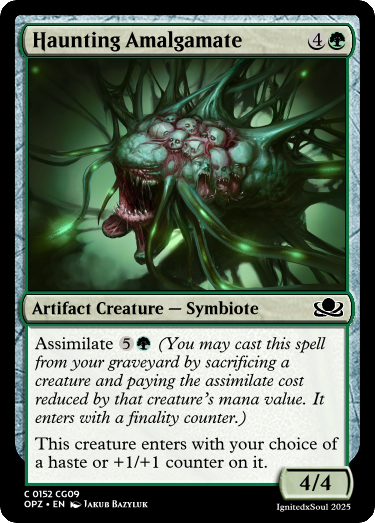 Haunting Amalgamate 4
Artifact Creature — Symbiote
Assimilate 5 (You may cast this spell
from your graveyard by sacrificing a
creature and paying the assimilate cost
reduced by that creature's mana value. It
enters with a finality counter.)
This creature enters with your choice of
a haste or +1/+1 counter on it.
4/4
C 0152 CG09
OPZ • EN Jakub Bazyluk
IgnitedxSoul 2025